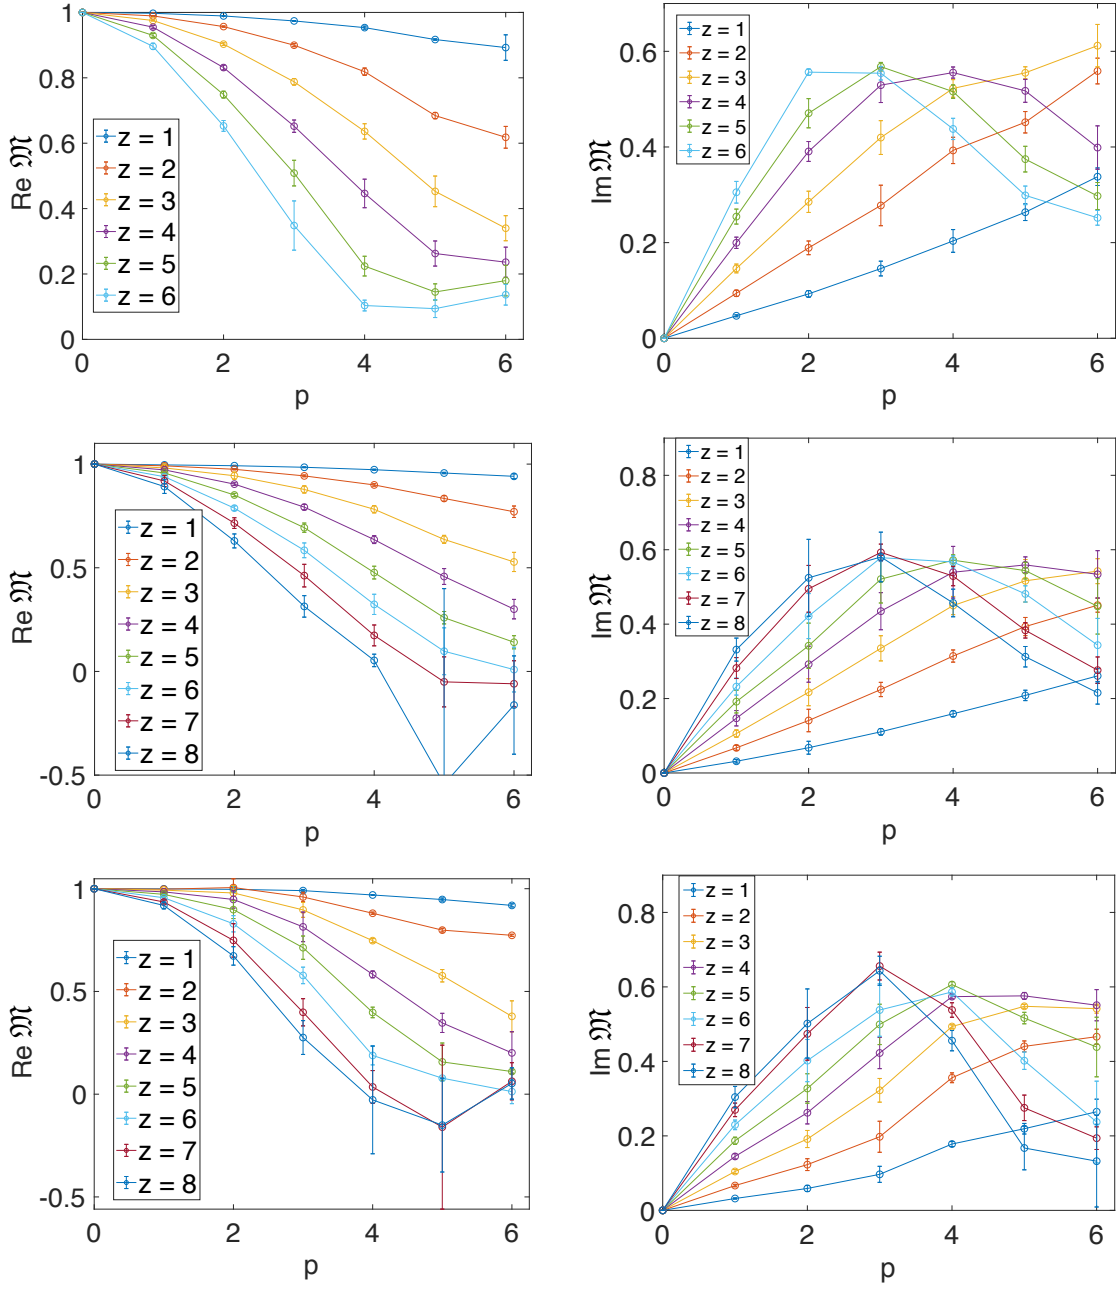 1
0.8
0.6
0.4
0.2
0
0
2
4
6
Re 𝔐
p
z = 1
z = 2
z = 3
z = 4
z = 5
z = 6
0.6
0.4
0.2
0
0
2
4
6
Im 𝔐
p
z = 1
z = 2
z = 3
z = 4
z = 5
z = 6
1
0.5
0
-0.5
0
2
4
6
Re 𝔐
p
z = 1
z = 2
z = 3
z = 4
z = 5
z = 6
z = 7
z = 8
0.8
0.6
0.4
0.2
0
0
2
4
6
Im 𝔐
p
z = 1
z = 2
z = 3
z = 4
z = 5
z = 6
z = 7
z = 8
1
0.5
0
-0.5
0
2
4
6
Re 𝔐
p
z = 1
z = 2
z = 3
z = 4
z = 5
z = 6
z = 7
z = 8
0.8
0.6
0.4
0.2
0
0
2
4
6
Im 𝔐
p
z = 1
z = 2
z = 3
z = 4
z = 5
z = 6
z = 7
z = 8